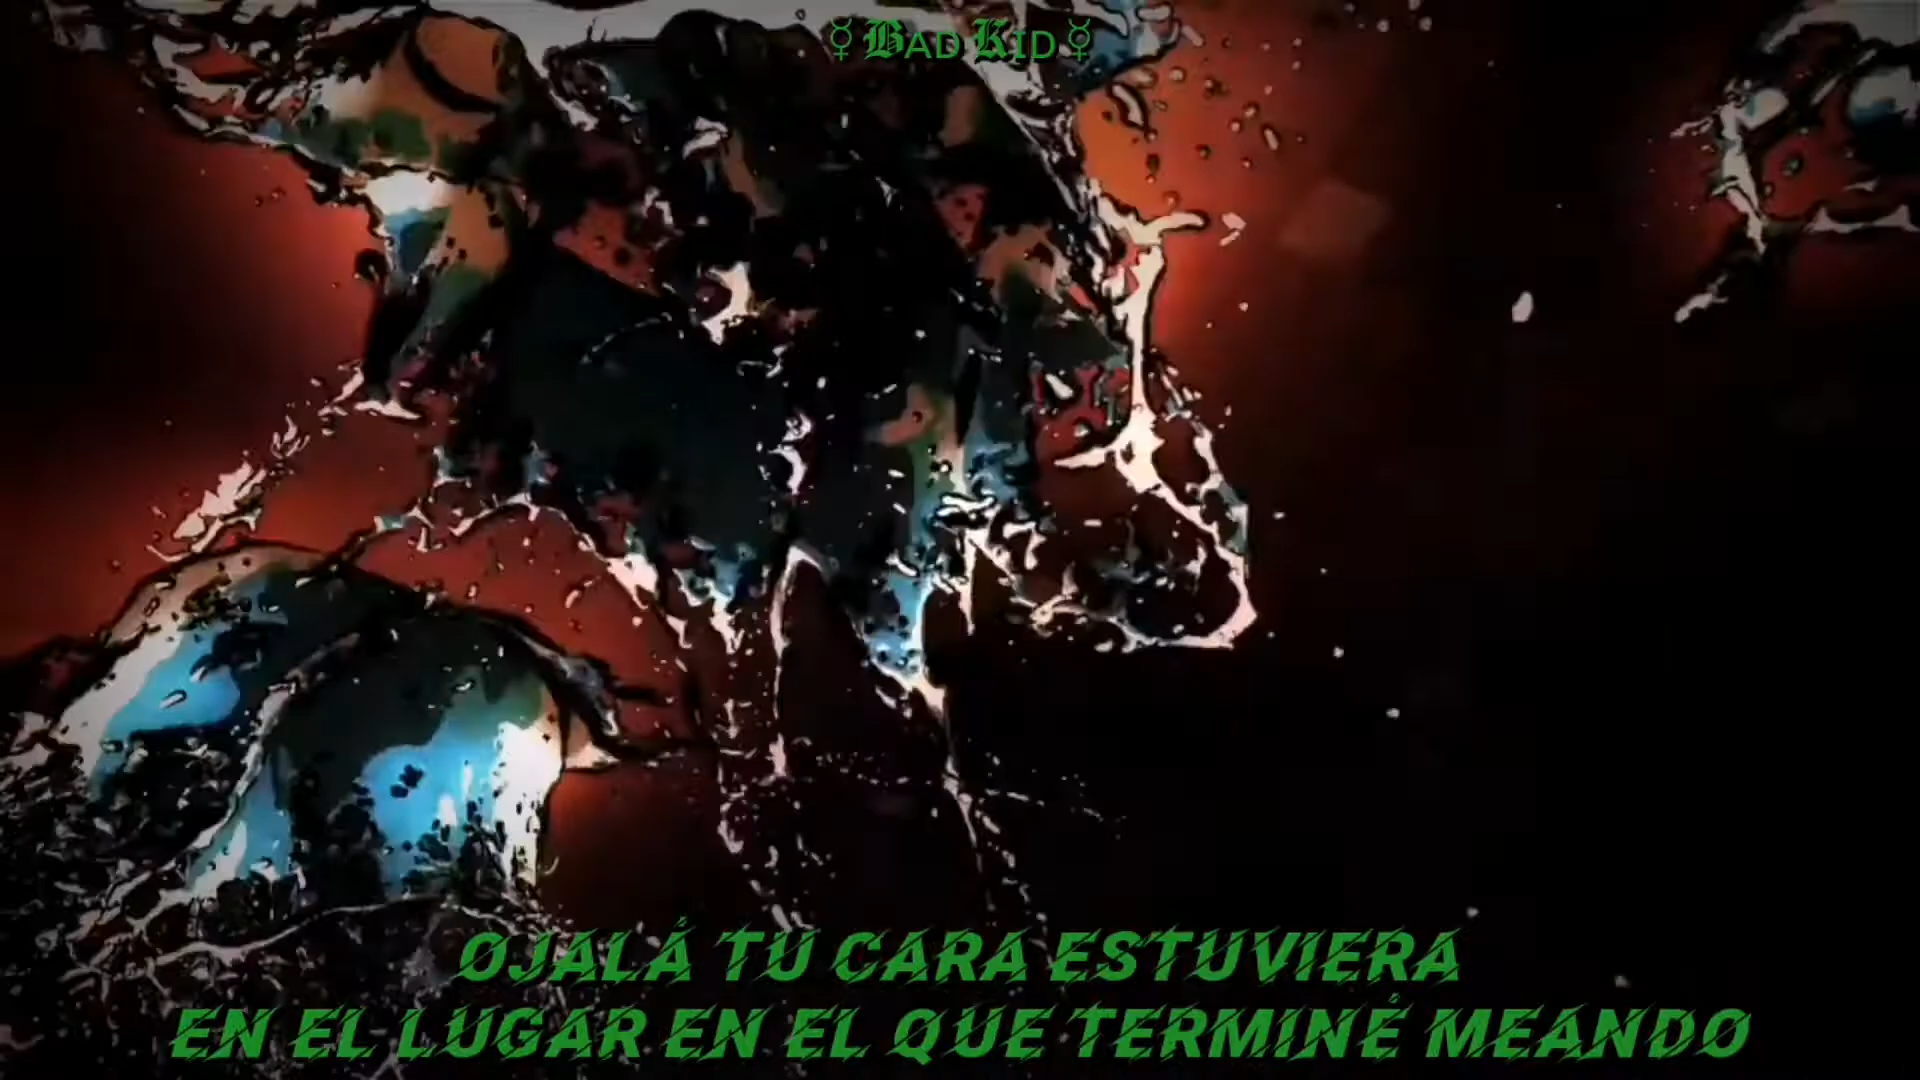 ☿ Bad Kid ☿
OJALÁ TU CARA ESTUVIERA
EN EL LUGAR EN EL QUE TERMINÉ MEANDO